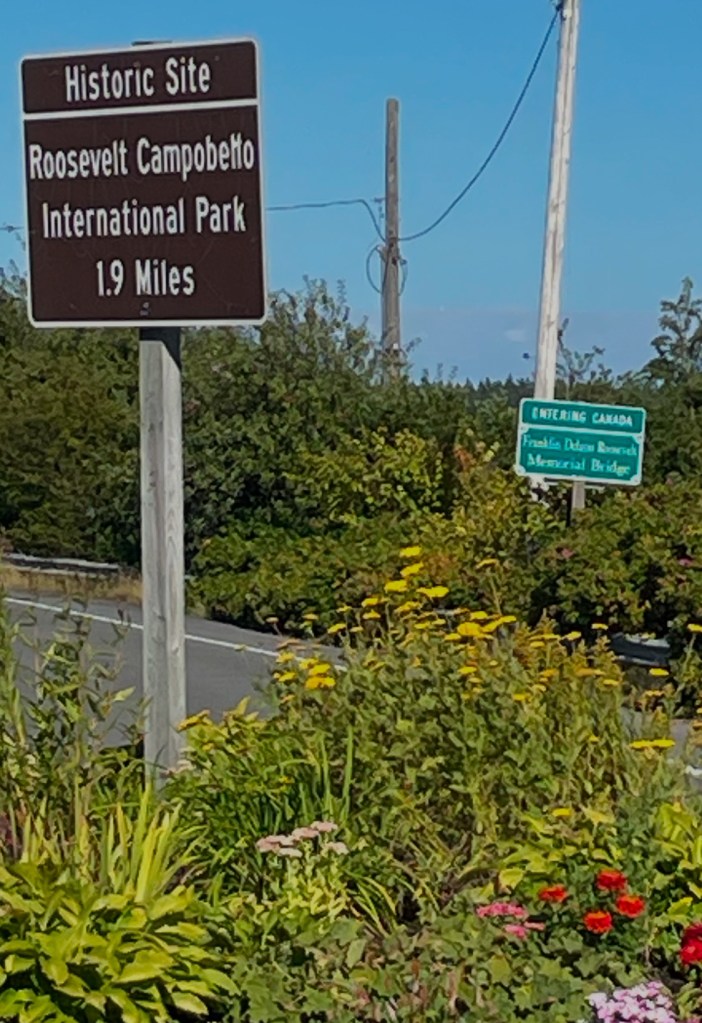 Historic Site
Roosevelt Campobello
International Park
1.9 Miles
ENTERING CANADA
Franklin Delano Roosevelt
Memorial Bridge